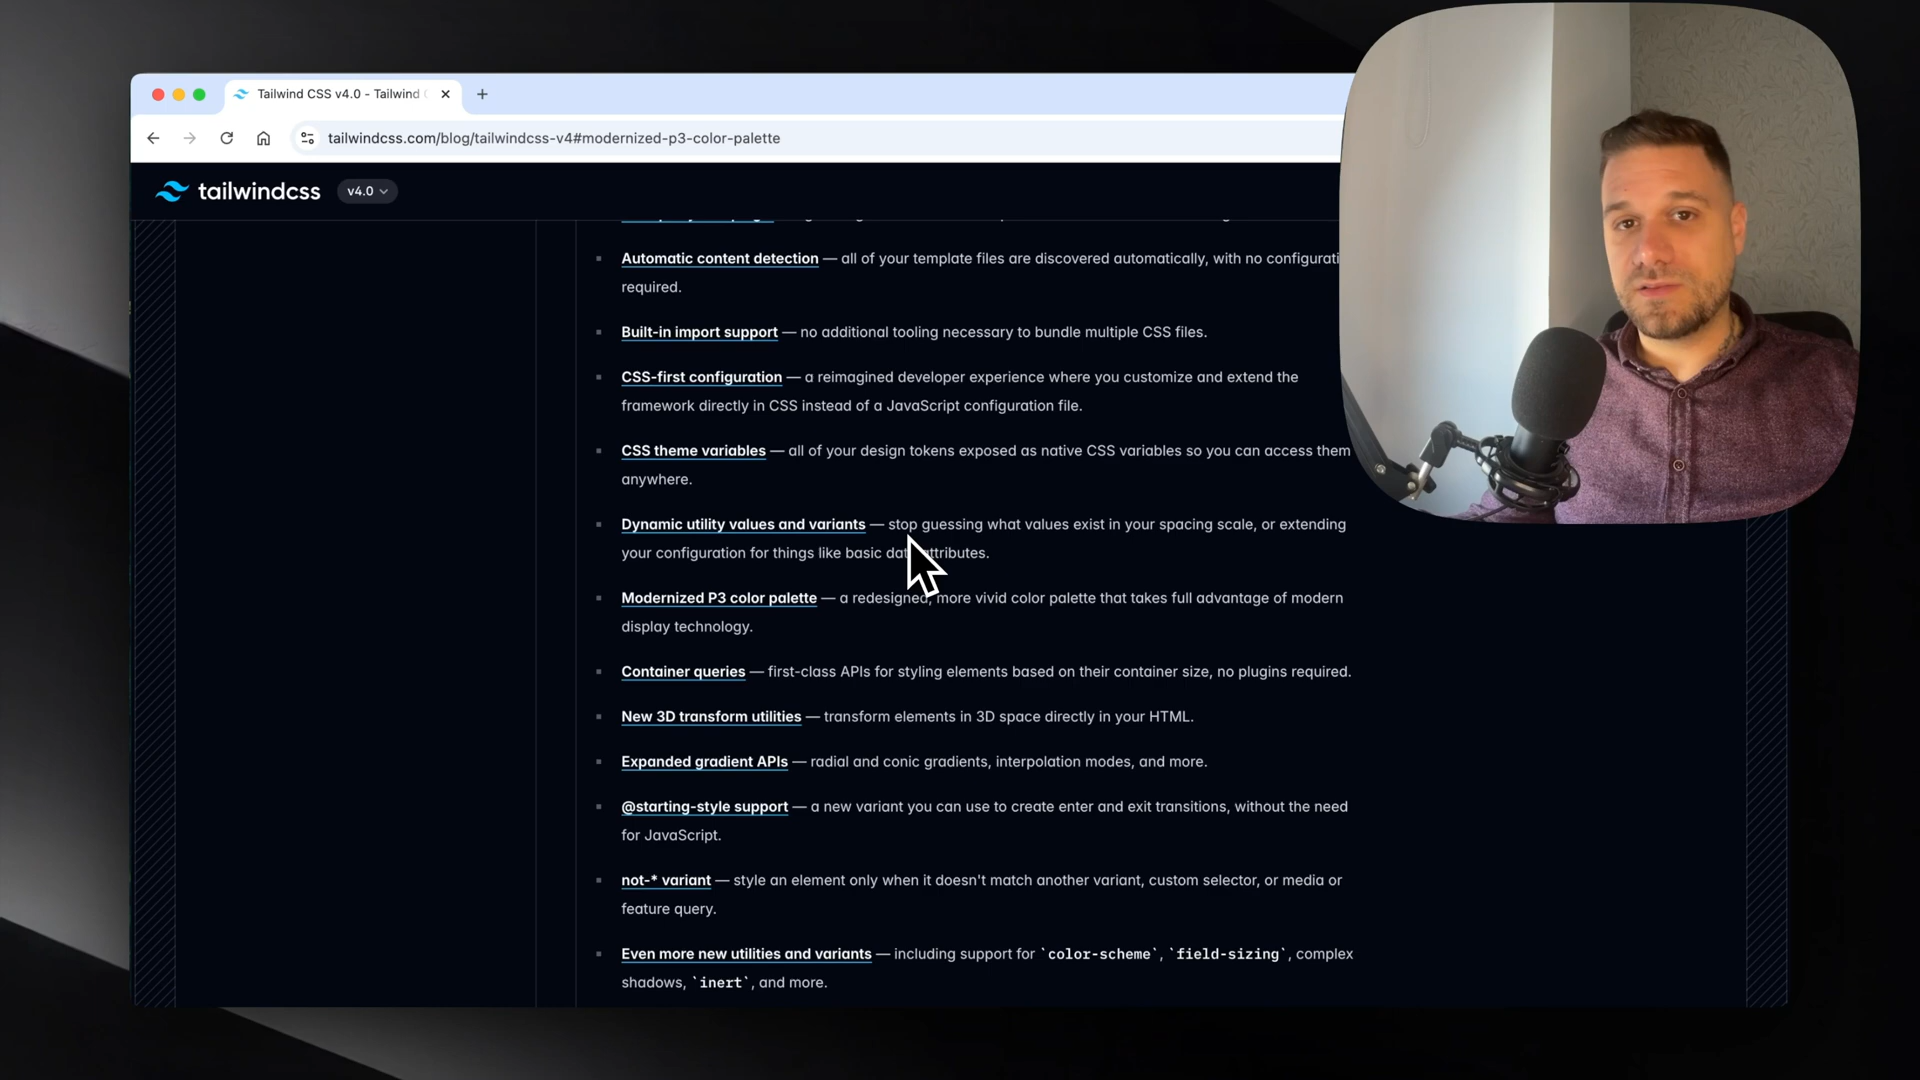 Tailwind CSS v4.0 - Tailwind
tailwindcss.com/blog/tailwindcss-v4#modernized-p3-color-palette
tailwindcss v4.0
Automatic content detection — all of your template files are discovered automatically, with no
required.
Built-in import support — no additional tooling necessary to bundle multiple CSS files.
CSS-first configuration — a reimagined developer experience where you customize and extend the
framework directly in CSS instead of a JavaScript configuration file.
CSS theme variables — all of your design tokens exposed as native CSS variables so you can access them
anywhere.
Dynamic utility values and variants — stop guessing what values exist in your spacing scale, or extending
your configuration for things like basic data attributes.
Modernized P3 color palette — a redesigned, more vivid color palette that takes full advantage of modern
display technology.
Container queries — first-class APIs for styling elements based on their container size, no plugins required.
New 3D transform utilities — transform elements in 3D space directly in your HTML.
Expanded gradient APIs — radial and conic gradients, interpolation modes, and more.
@starting-style support — a new variant you can use to create enter and exit transitions, without the need
for JavaScript.
not-* variant — style an element only when it doesn't match another variant, custom selector, or media or
feature query.
Even more new utilities and variants — including support for `color-scheme`, `field-sizing`, complex
shadows, `inert`, and more.